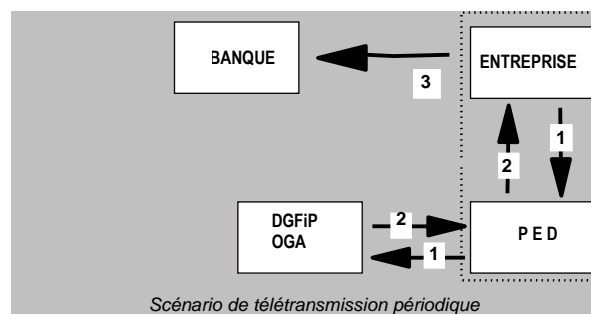 BANQUE
ENTREPRISE
3
1
2
DGFiP
OGA
2
1
P E D
Scénario de télétransmission périodique